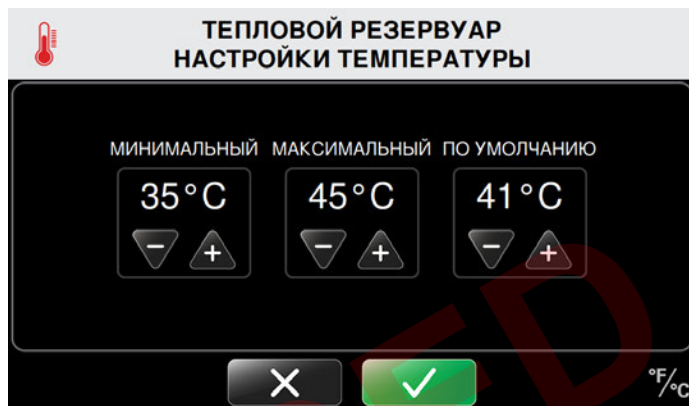 ТЕПЛОВОЙ РЕЗЕРВУАР
НАСТРОЙКИ ТЕМПЕРАТУРЫ
МИНИМАЛЬНЫЙ МАКСИМАЛЬНЫЙ ПО УМОЛЧАНИЮ
35°C 45°C 41°C
− + − + − +
°F/°C